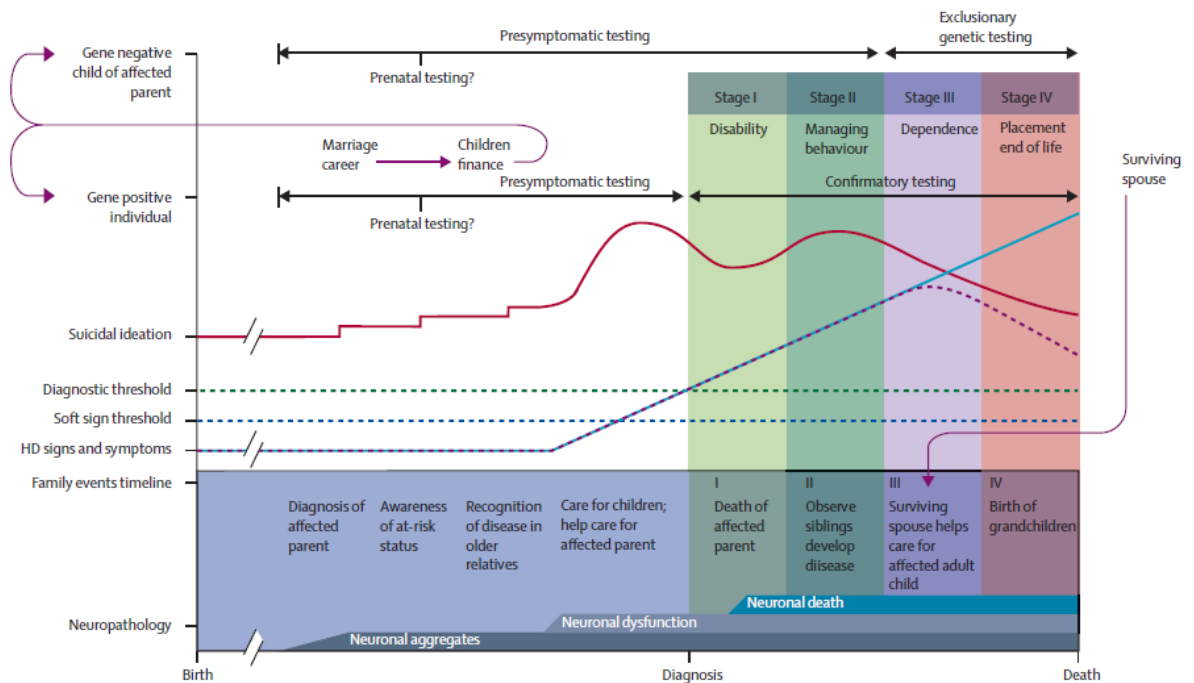 Exclusionary
genetic testing
Presymptomatic testing
Gene negative
child of affected
parent
Prenatal testing?
Stage I
Stage II
Stage III
Stage IV
Disability
Managing
behaviour
Dependence
Placement
end of life
Marriage
career
Children
finance
Surviving
spouse
Presymptomatic testing
Confirmatory testing
Gene positive
individual
Prenatal testing?
Suicidal ideation
Diagnostic threshold
Soft sign threshold
HD signs and symptoms
Family events timeline
Diagnosis of
affected
parent
Awareness
of at-risk
status
Recognition
of disease in
older
relatives
Care for children;
help care for
affected parent
I
Death of
affected
parent
II
Observe
siblings
develop
diisease
III
Surviving
spouse helps
care for
affected adult
child
IV
Birth of
grandchildren
Neuronal death
Neuropathology
Neuronal dysfunction
Neuronal aggregates
Birth
Diagnosis
Death